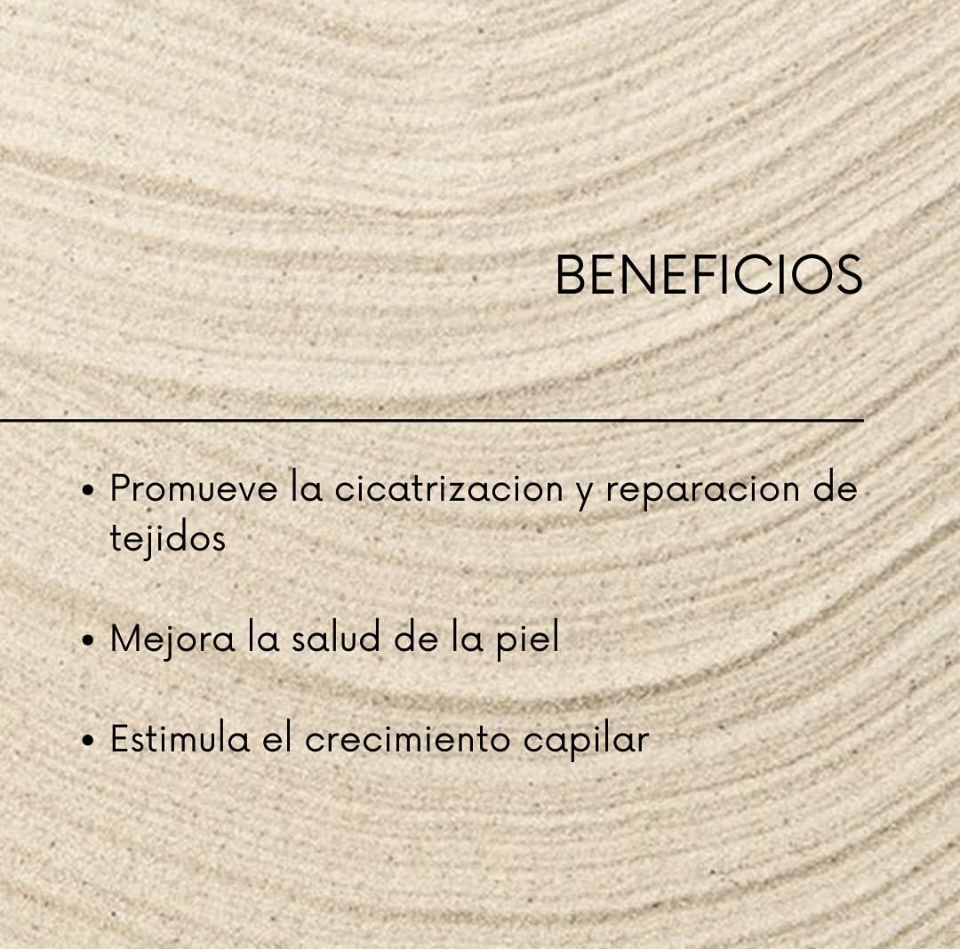 BENEFICIOS
• Promueve la cicatrizacion y reparacion de
tejidos
• Mejora la salud de la piel
• Estimula el crecimiento capilar